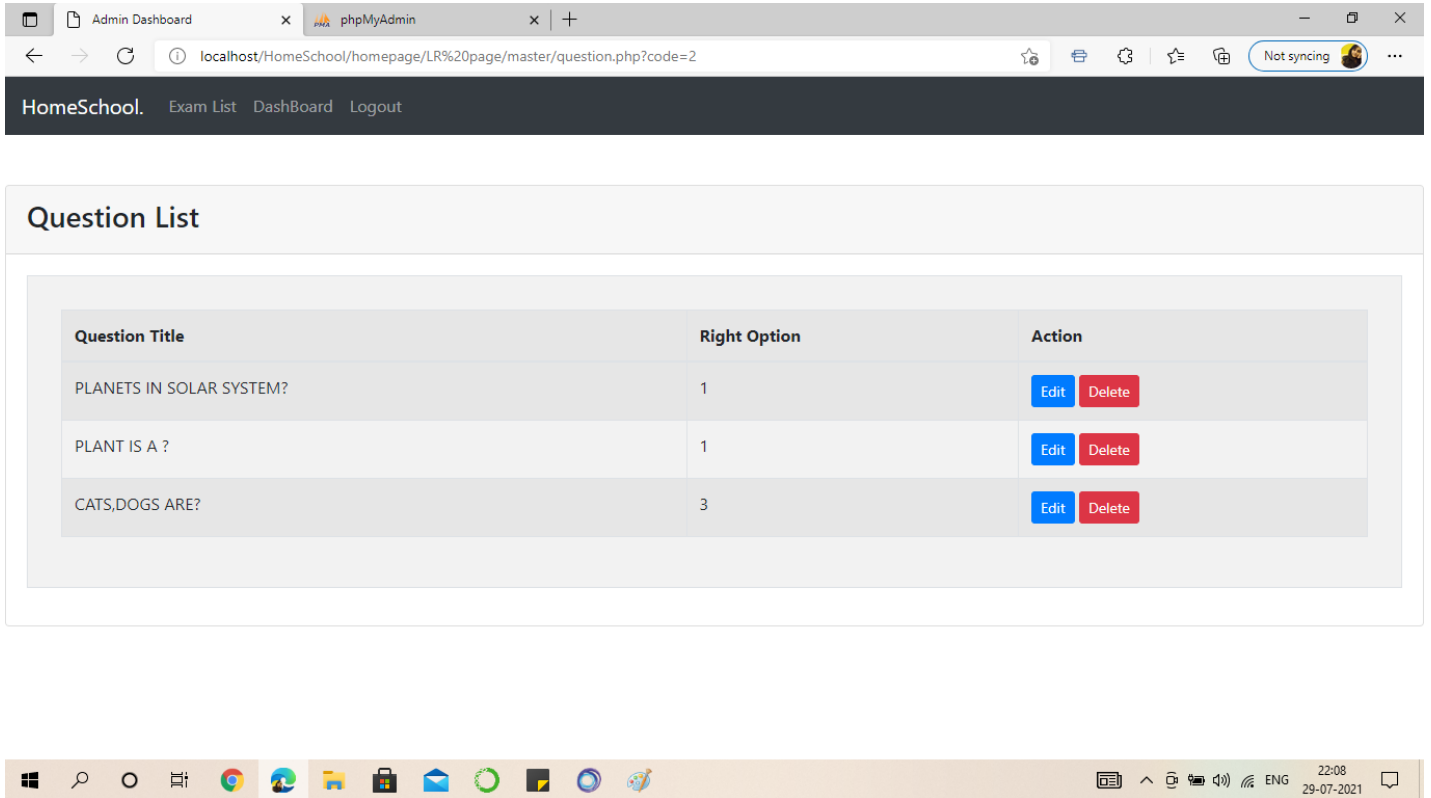 Admin Dashboard
phpMyAdmin
localhost/HomeSchool/homepage/LR%20page/master/question.php?code=2
Not syncing
HomeSchool. Exam List DashBoard Logout
Question List
Question Title Right Option Action
PLANETS IN SOLAR SYSTEM? 1 Edit Delete
PLANT IS A ? 1 Edit Delete
CATS,DOGS ARE? 3 Edit Delete
ENG
22:08
29-07-2021